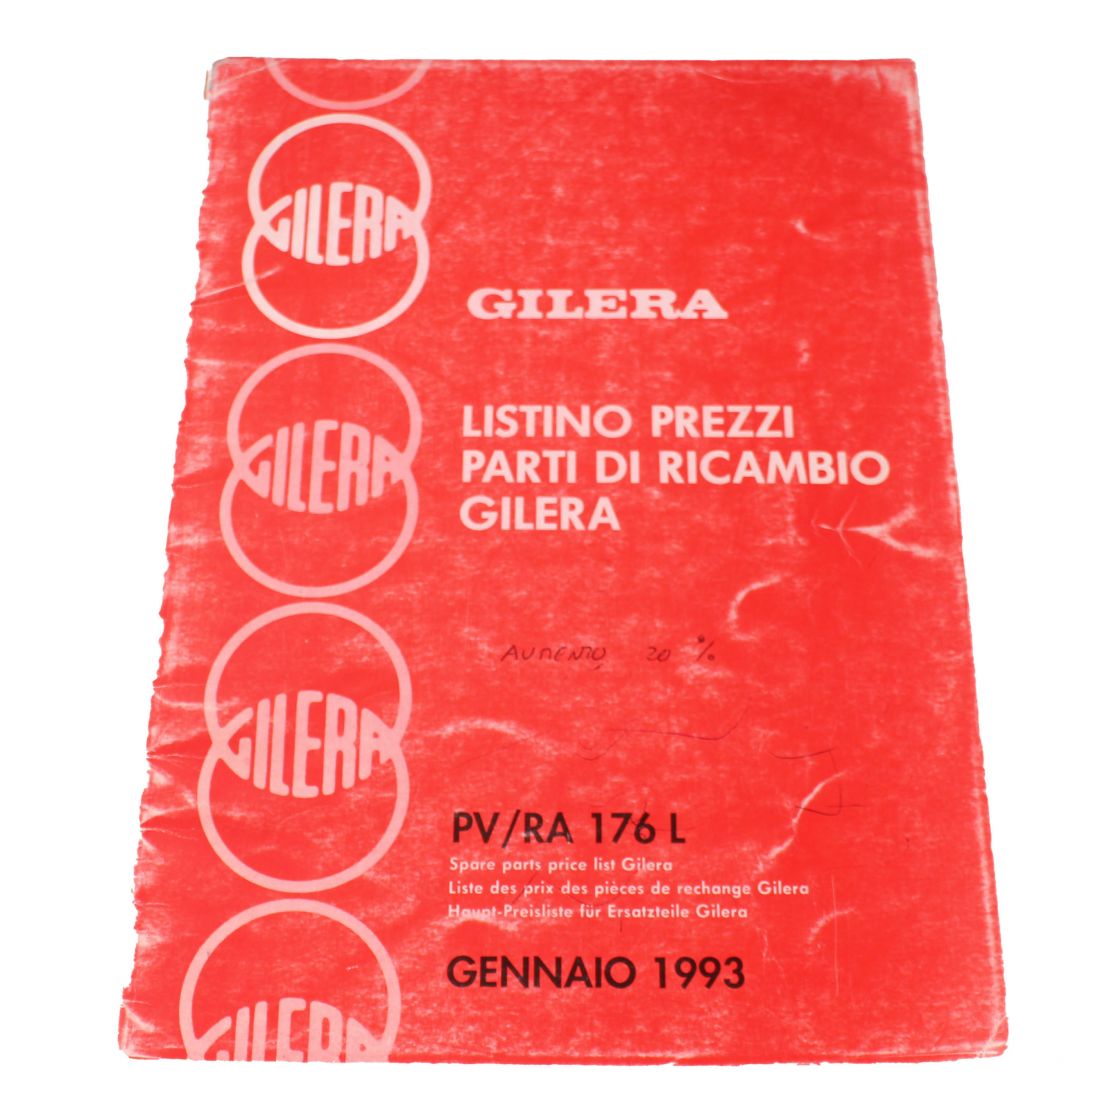 GILERA
GILERA
GILERA
GILERA
GILERA
LISTINO PREZZI
PARTI DI RICAMBIO
GILERA
AUMENTO 20 %
PV/RA 176 L
Spare parts price list Gilera
Liste des prix des pièces de rechange Gilera
Haupt-Preisliste für Ersatzteile Gilera
GENNAIO 1993